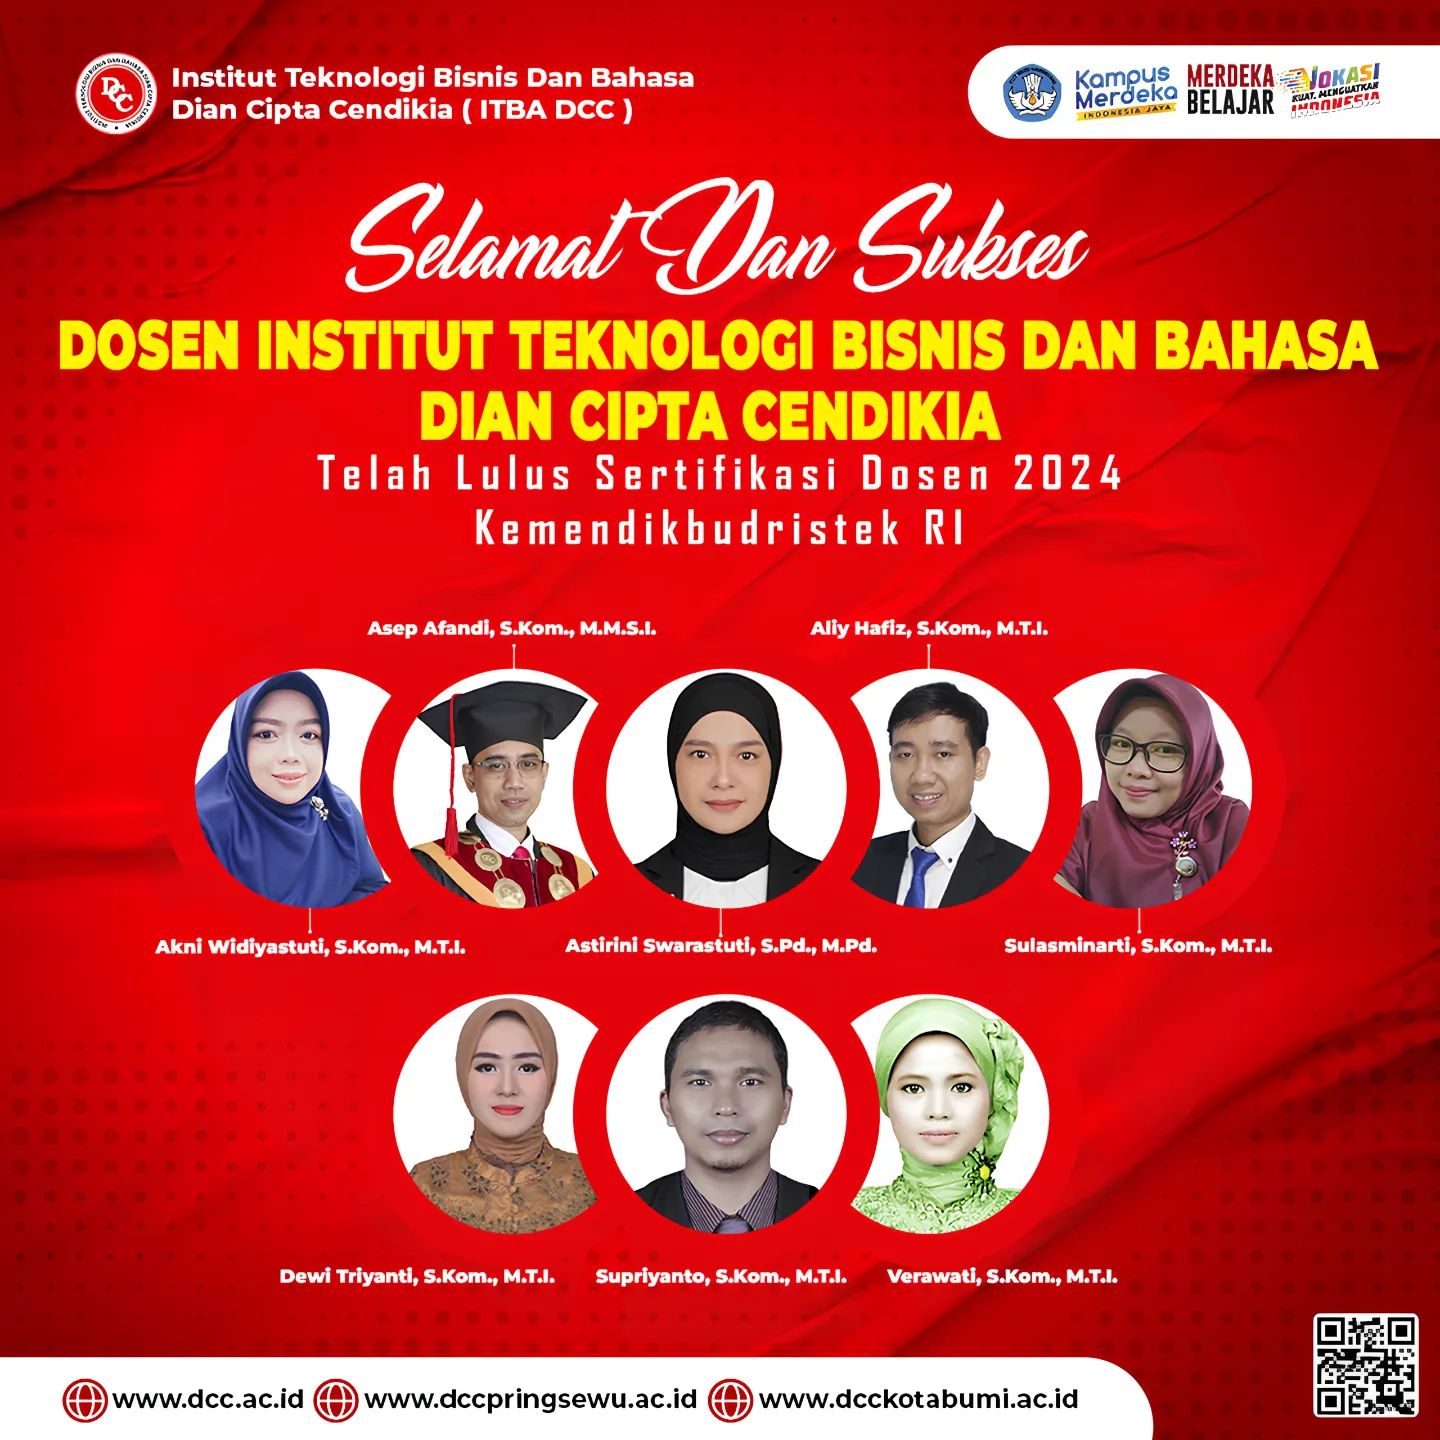 Institut Teknologi Bisnis Dan Bahasa
Dian Cipta Cendikia ( ITBA DCC )
DCC
Kampus
Merdeka
INDONESIA JAYA
MERDEKA
BELAJAR
VOKASI
KUAT, MENGUATKAN
INDONESIA
Selamat Dan Sukses
DOSEN INSTITUT TEKNOLOGI BISNIS DAN BAHASA
DIAN CIPTA CENDIKIA
Telah Lulus Sertifikasi Dosen 2024
Kemendikbudristek RI
Asep Afandi, S.Kom., M.M.S.I.
Aliy Hafiz, S.Kom., M.T.I.
Akni Widiyastuti, S.Kom., M.T.I.
Astirini Swarastuti, S.Pd., M.Pd.
Sulasminarti, S.Kom., M.T.I.
Dewi Triyanti, S.Kom., M.T.I.
Supriyanto, S.Kom., M.T.I.
Verawati, S.Kom., M.T.I.
www.dcc.ac.id
www.dccpringsewu.ac.id
www.dcckotabumi.ac.id